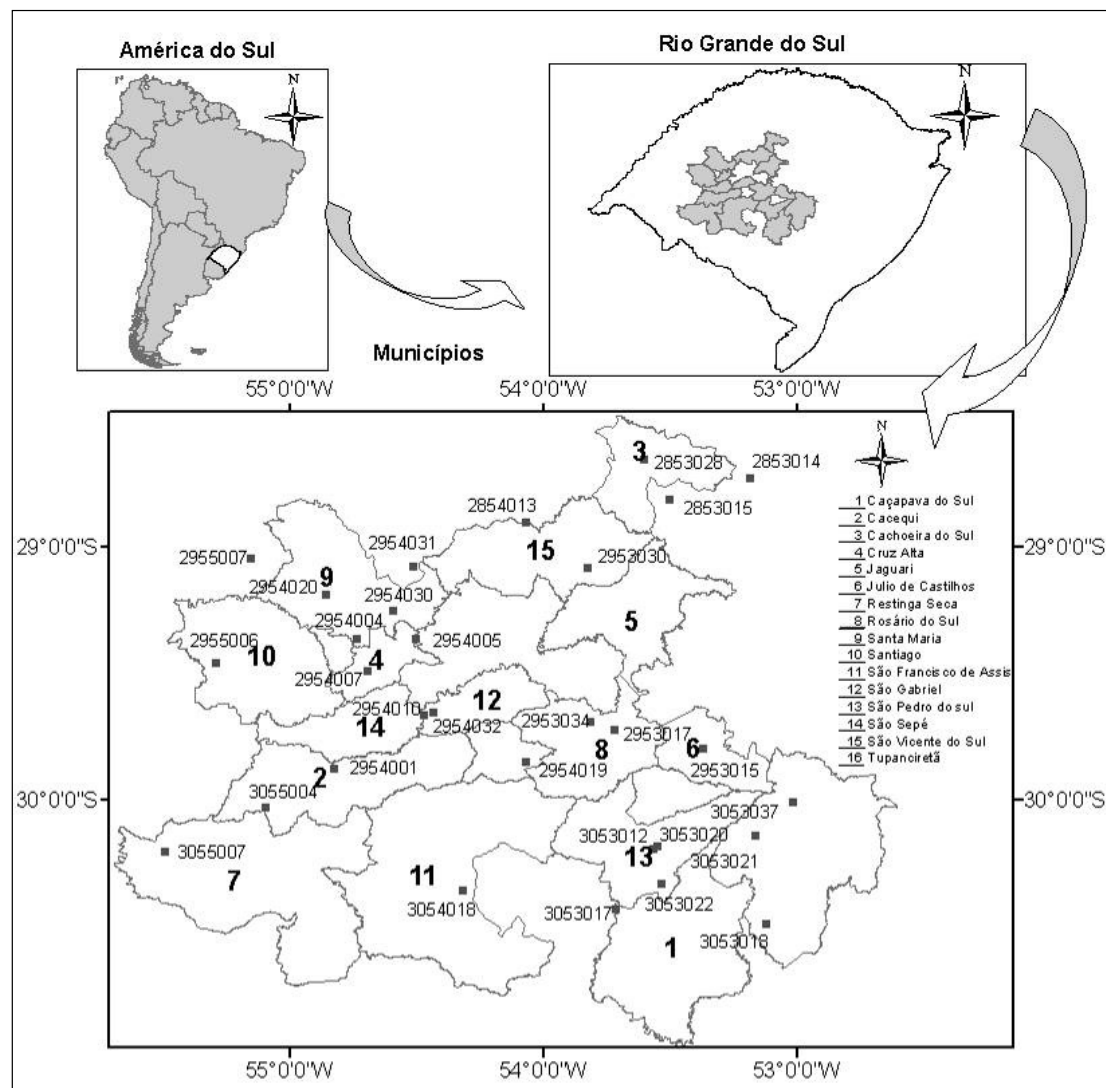 América do Sul
Rio Grande do Sul
N
N
Municípios
55°0'0"W
54°0'0"W
53°0'0"W
N
3
2853028
2853014
2853015
2854013
29°0'0"S
29°0'0"S
2955007
2954031
15
2953030
9
2954020
2954030
2954004
2954005
5
10
4
2955006
2954007
12
2954010
2954032
14
2953034
2953017
8
6
2953015
2
2954001
2954019
3055004
30°0'0"S
30°0'0"S
3053037
3053012
3053020
3053021
13
3055007
7
11
3054018
3053022
3053017
3053018
1
1 Caçapava do Sul
2 Cacequi
3 Cachoeira do Sul
4 Cruz Alta
5 Jaguari
6 Julio de Castilhos
7 Restinga Seca
8 Rosário do Sul
9 Santa Maria
10 Santiago
11 São Francisco de Assis
12 São Gabriel
13 São Pedro do sul
14 São Sepé
15 São Vicente do Sul
16 Tupanciretã
55°0'0"W
54°0'0"W
53°0'0"W